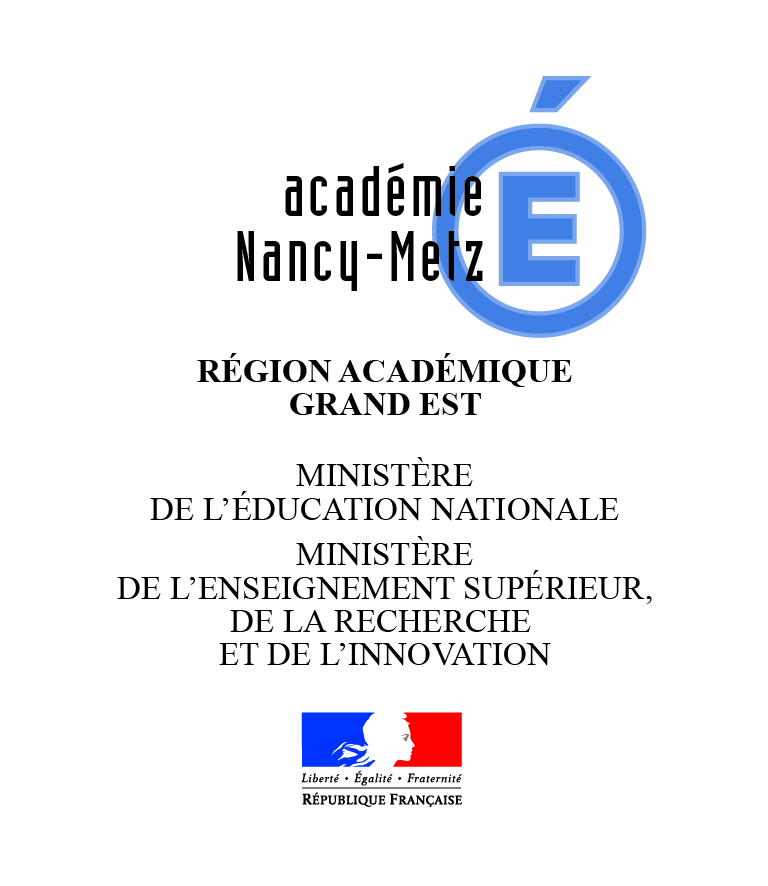 académie
Nancy-Metz
É
RÉGION ACADÉMIQUE
GRAND EST
MINISTÈRE
DE L’ÉDUCATION NATIONALE
MINISTÈRE
DE L’ENSEIGNEMENT SUPÉRIEUR,
DE LA RECHERCHE
ET DE L’INNOVATION
Liberté • Égalité • Fraternité
RÉPUBLIQUE FRANÇAISE